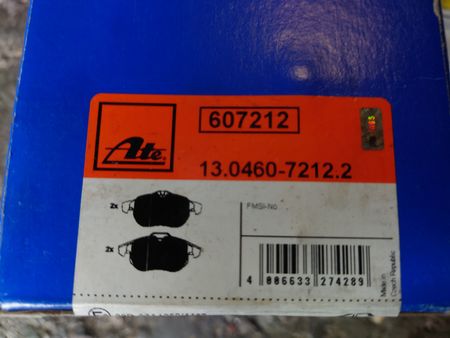 607212
Ate
13.0460-7212.2
2x
FMSI-No
2x
4 006633 274289
Made in
Czech Republic